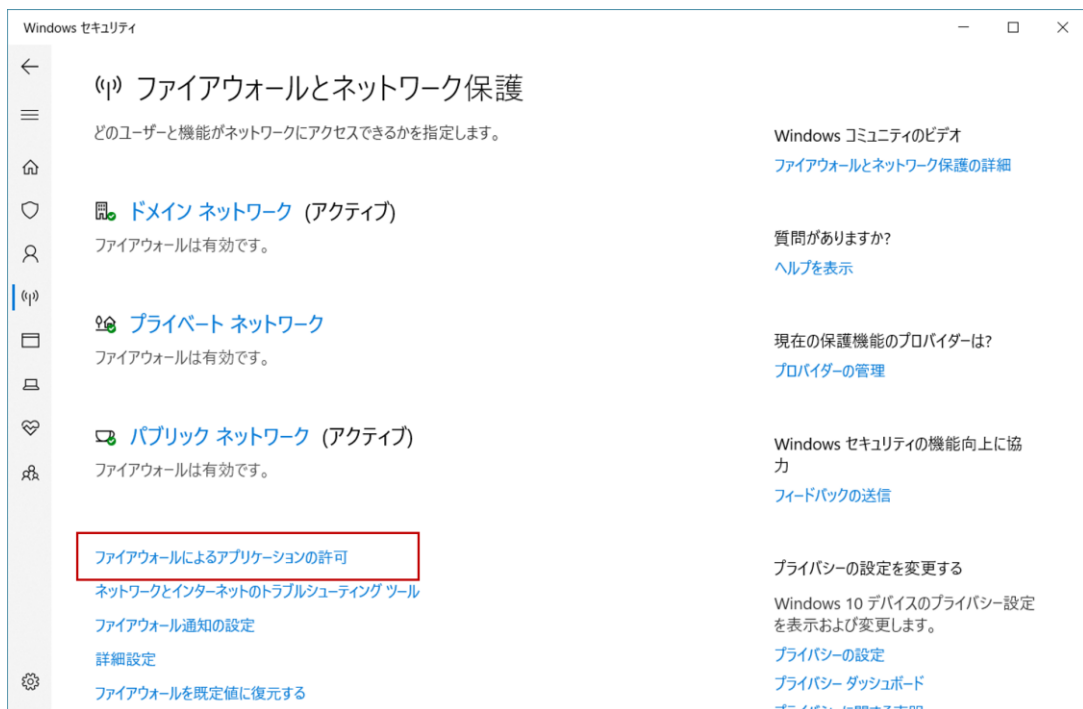 Windows セキュリティ
ファイアウォールとネットワーク保護
どのユーザーと機能がネットワークにアクセスできるかを指定します。
ドメイン ネットワーク (アクティブ)
ファイアウォールは有効です。
プライベート ネットワーク
ファイアウォールは有効です。
パブリック ネットワーク (アクティブ)
ファイアウォールは有効です。
ファイアウォールによるアプリケーションの許可
ネットワークとインターネットのトラブルシューティング ツール
ファイアウォール通知の設定
詳細設定
ファイアウォールを既定値に復元する
Windows コミュニティのビデオ
ファイアウォールとネットワーク保護の詳細
質問がありますか?
ヘルプを表示
現在の保護機能のプロバイダーは?
プロバイダーの管理
Windows セキュリティの機能向上に協
力
フィードバックの送信
プライバシーの設定を変更する
Windows 10 デバイスのプライバシー設定
を表示および変更します。
プライバシーの設定
プライバシー ダッシュボード